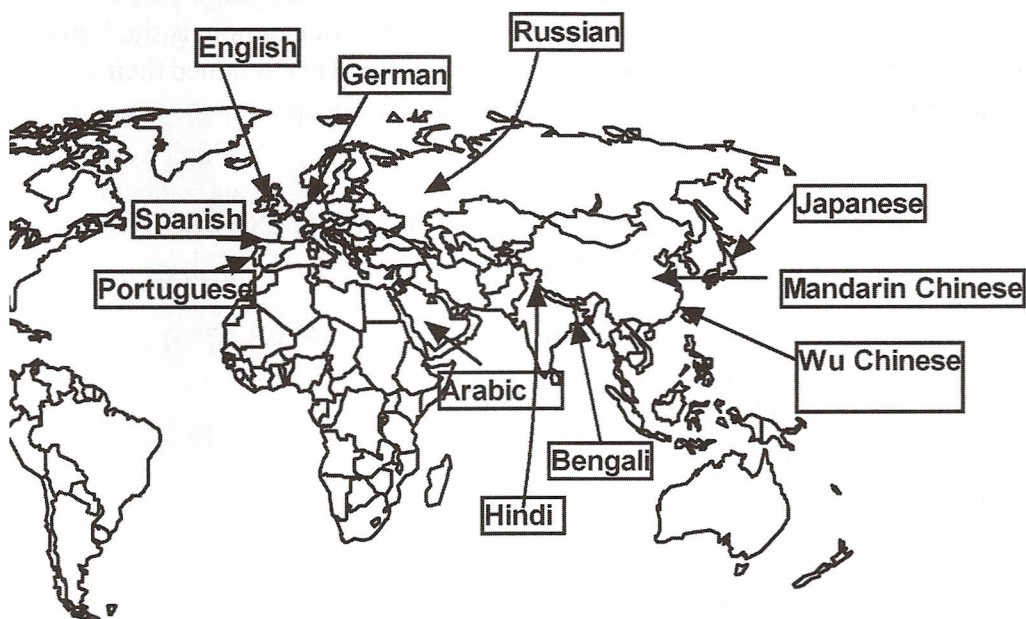 Russian
English
German
Spanish
Japanese
Portuguese
Mandarin Chinese
Wu Chinese
Arabic
Bengali
Hindi